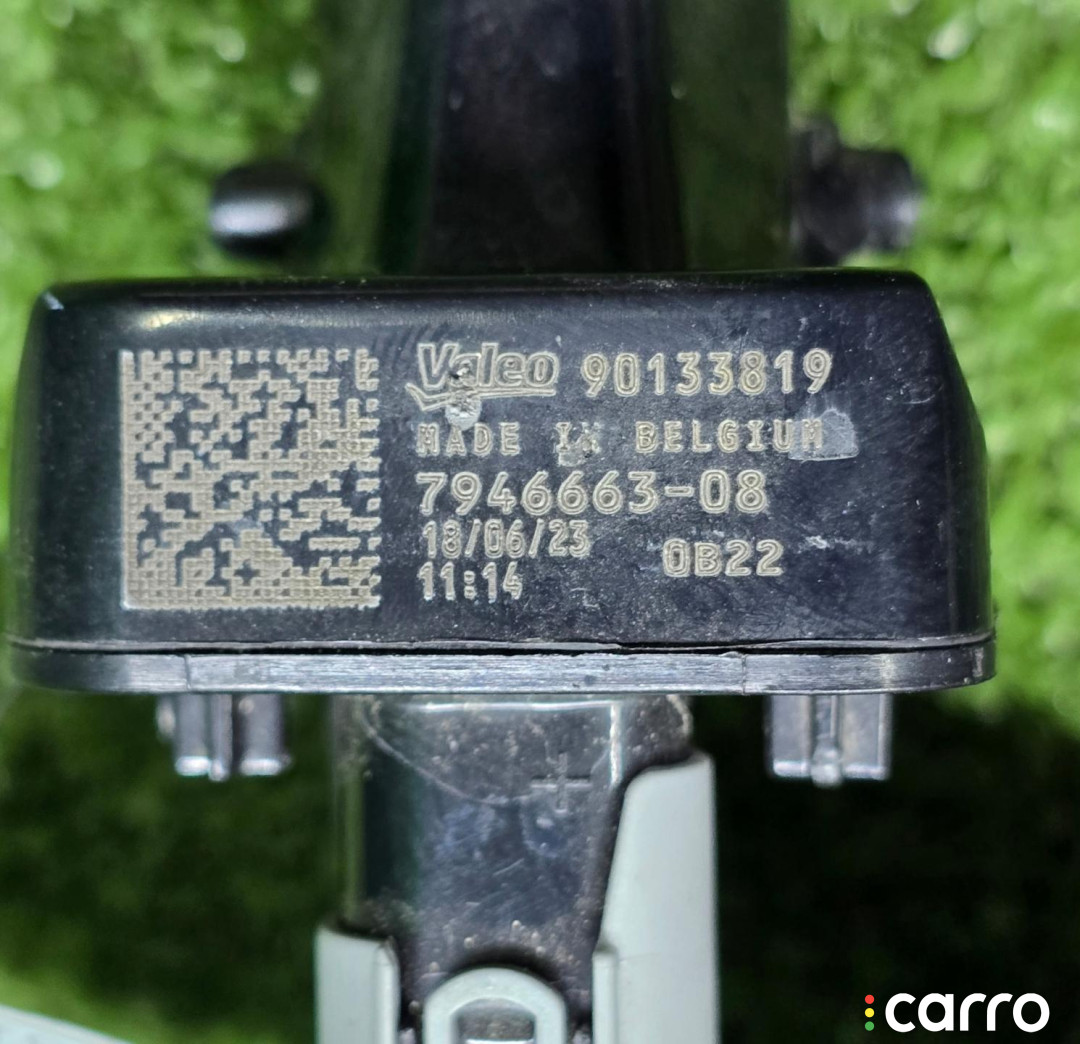 Valeo 90133819
MADE IN BELGIUM
7946663-08
18/06/23 0B22
11:14
carro